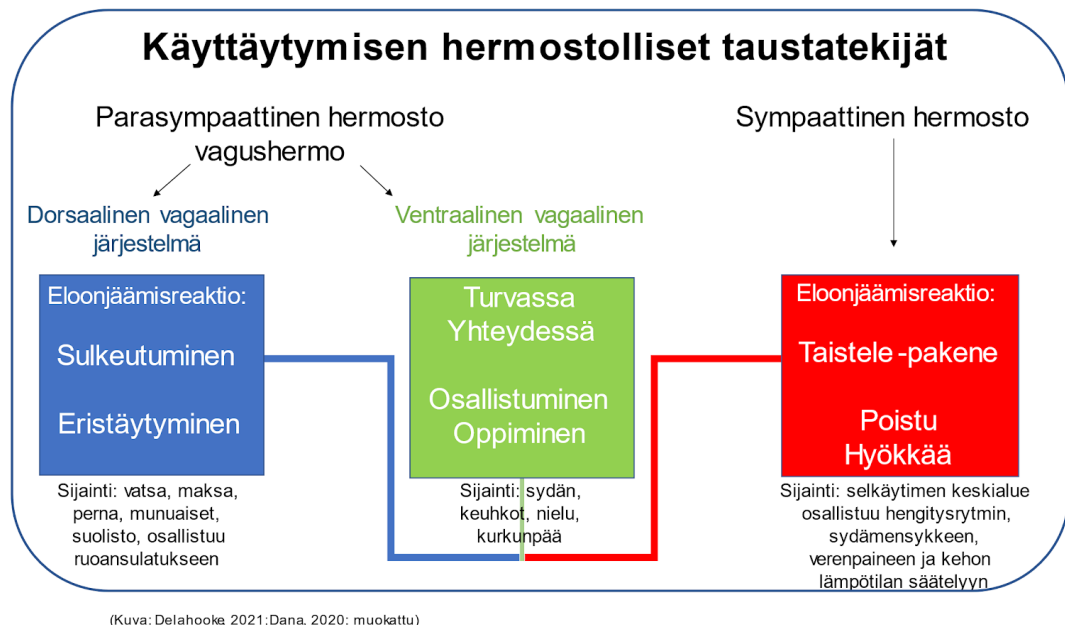 Käyttäytymisen hermostolliset taustatekijät
Parasympaattinen hermosto
vagushermo
Sympaattinen hermosto
Dorsaalinen vagaalinen
järjestelmä
Ventraalinen vagaalinen
järjestelmä
Eloonjäämisreaktio:
Sulkeutuminen
Eristäytyminen
Turvassa
Yhteydessä
Osallistuminen
Oppiminen
Eloonjäämisreaktio:
Taistele -pakene
Poistu
Hyökkää
Sijainti: vatsa, maksa,
perna, munuaiset,
suolisto, osallistuu
ruoansulatukseen
Sijainti: sydän,
keuhkot, nielu,
kurkunpää
Sijainti: selkäytimen keskialue
osallistuu hengitysrytmin,
sydämensykkeen,
verenpaineen ja kehon
lämpötilan säätelyyn
(Kuva: Delahooke, 2021;Dana, 2020; muokattu)